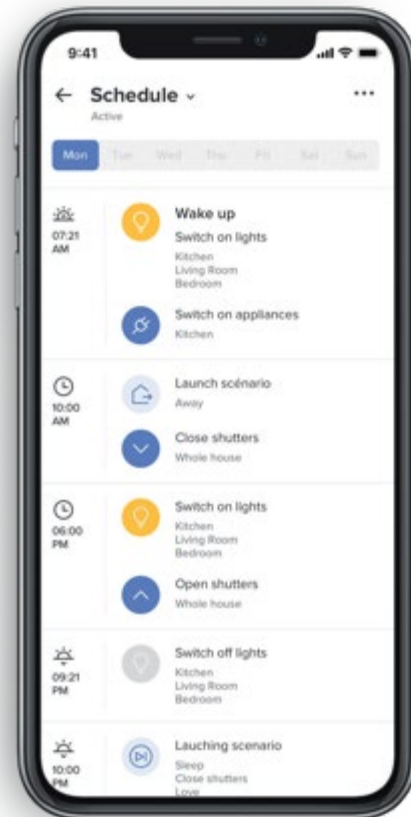 9:41
Schedule
Active
Mon Tue Wed Thu Fri Sat Sun
07:21
AM
Wake up
Switch on lights
Kitchen
Living Room
Bedroom
Switch on appliances
Kitchen
10:00
AM
Launch scénario
Away
Close shutters
Whole house
06:00
PM
Switch on lights
Kitchen
Living Room
Bedroom
Open shutters
Whole house
09:21
PM
Switch off lights
Kitchen
Living Room
Bedroom
10:00
PM
Lauching scenario
Sleep
Close shutters
Love